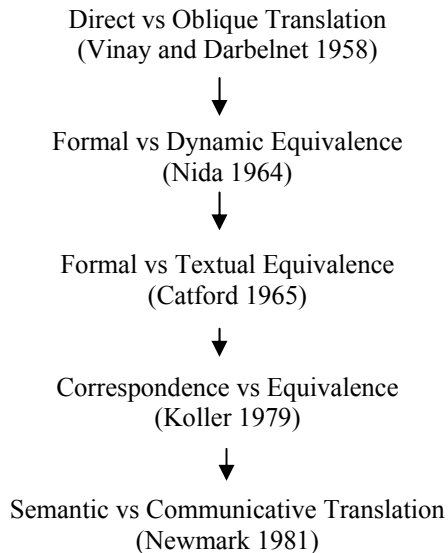 Direct vs Oblique Translation
(Vinay and Darbelnet 1958)
Formal vs Dynamic Equivalence
(Nida 1964)
Formal vs Textual Equivalence
(Catford 1965)
Correspondence vs Equivalence
(Koller 1979)
Semantic vs Communicative Translation
(Newmark 1981)